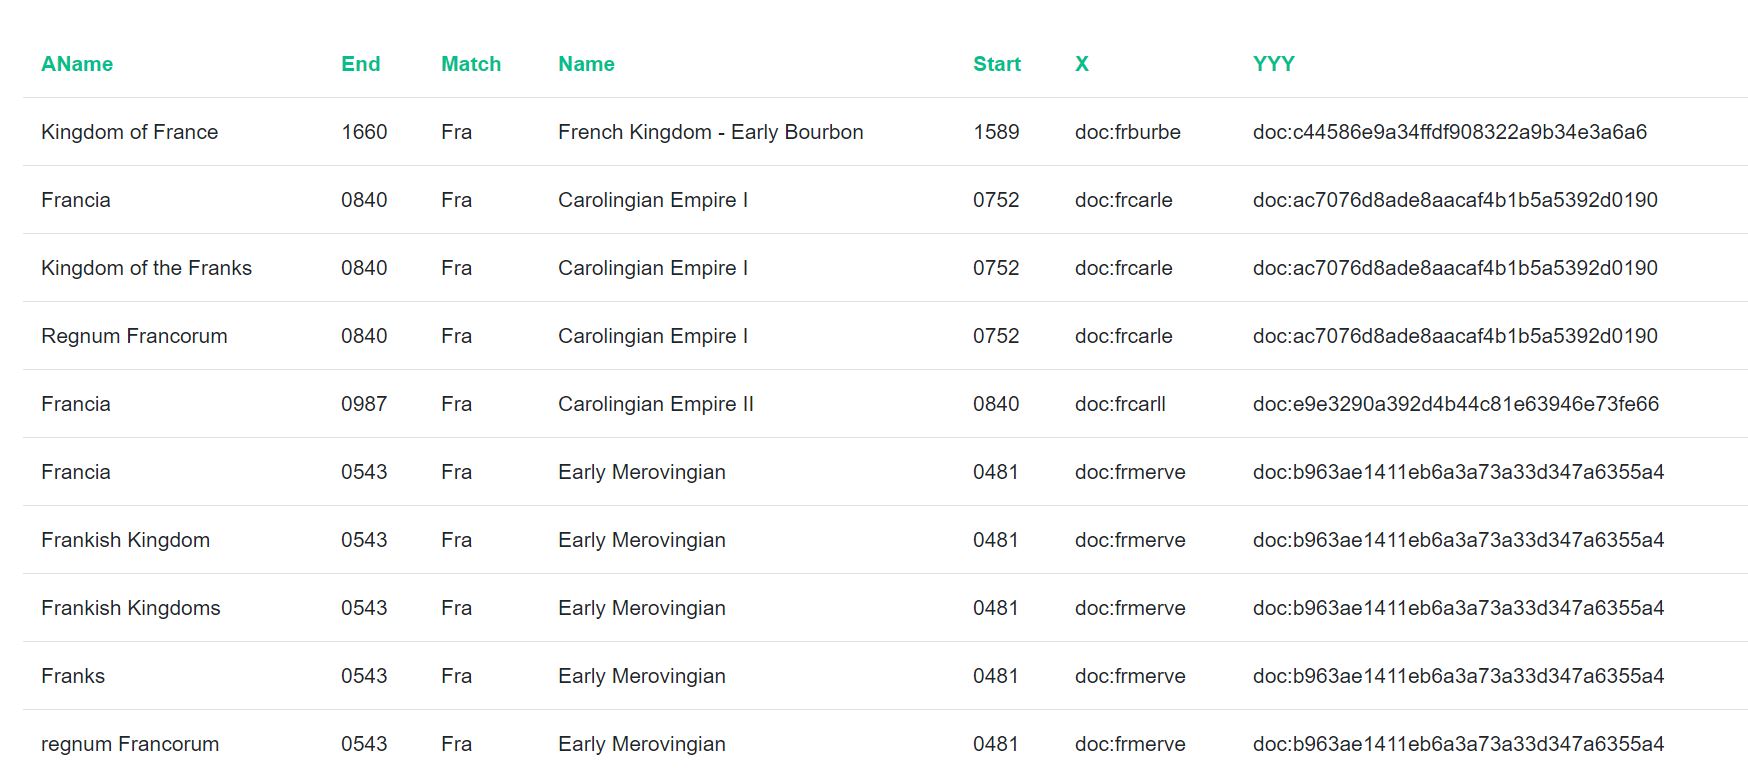 AName End Match Name Start X YYY
Kingdom of France 1660 Fra French Kingdom - Early Bourbon 1589 doc:frburbe doc:c44586e9a34ffdf908322a9b34e3a6a6
Francia 0840 Fra Carolingian Empire I 0752 doc:frcarle doc:ac7076d8ade8aacaf4b1b5a5392d0190
Kingdom of the Franks 0840 Fra Carolingian Empire I 0752 doc:frcarle doc:ac7076d8ade8aacaf4b1b5a5392d0190
Regnum Francorum 0840 Fra Carolingian Empire I 0752 doc:frcarle doc:ac7076d8ade8aacaf4b1b5a5392d0190
Francia 0987 Fra Carolingian Empire II 0840 doc:frcarll doc:e9e3290a392d4b44c81e63946e73fe66
Francia 0543 Fra Early Merovingian 0481 doc:frmerve doc:b963ae1411eb6a3a73a33d347a6355a4
Frankish Kingdom 0543 Fra Early Merovingian 0481 doc:frmerve doc:b963ae1411eb6a3a73a33d347a6355a4
Frankish Kingdoms 0543 Fra Early Merovingian 0481 doc:frmerve doc:b963ae1411eb6a3a73a33d347a6355a4
Franks 0543 Fra Early Merovingian 0481 doc:frmerve doc:b963ae1411eb6a3a73a33d347a6355a4
regnum Francorum 0543 Fra Early Merovingian 0481 doc:frmerve doc:b963ae1411eb6a3a73a33d347a6355a4